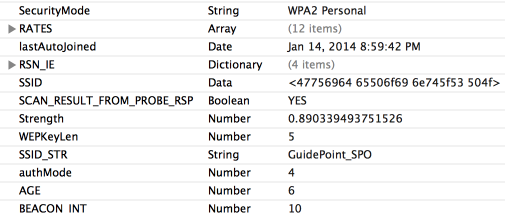 SecurityMode String WPA2 Personal
RATES Array (12 items)
lastAutoJoined Date Jan 14, 2014 8:59:42 PM
RSN_IE Dictionary (4 items)
SSID Data <47756964 65506f69 6e745f53 504f>
SCAN_RESULT_FROM_PROBE_RSP Boolean YES
Strength Number 0.890339493751526
WEPKeyLen Number 5
SSID_STR String GuidePoint_SPO
authMode Number 4
AGE Number 6
BEACON_INT Number 10